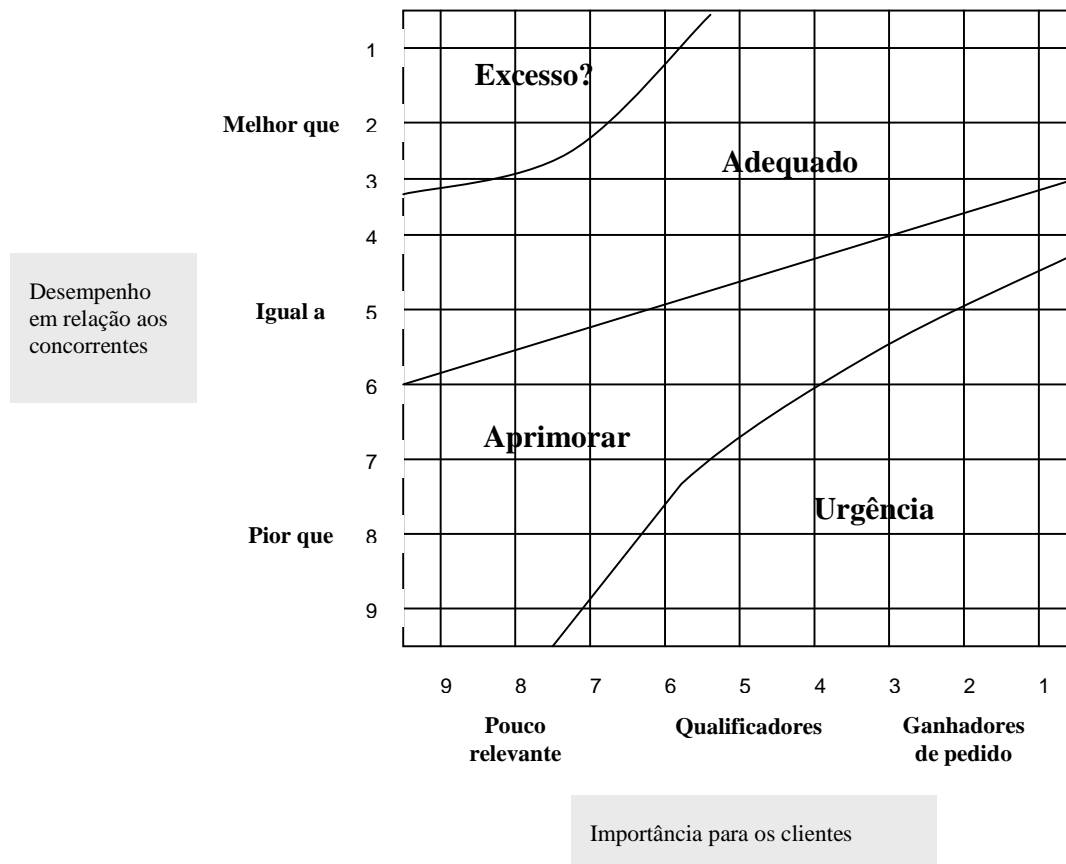 1
Excesso?
Melhor que
2
Adequado
3
4
Desempenho
em relação aos
concorrentes
Igual a
5
6
Aprimorar
7
Urgência
Pior que
8
9
9 8 7 6 5 4 3 2 1
Pouco
relevante
Qualificadores
Ganhadores
de pedido
Importância para os clientes